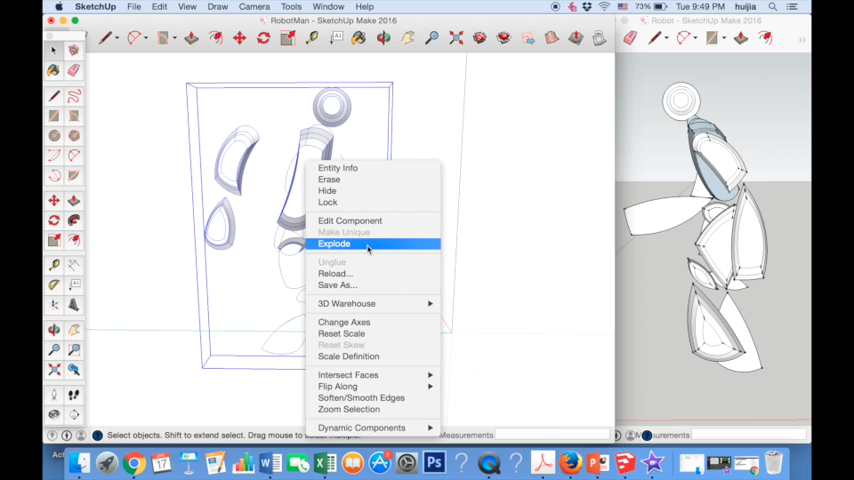 SketchUp File Edit View Draw Camera Tools Window Help 73% Tue 9:49 PM huijia
RobotMan - SketchUp Make 2016
Robot - SketchUp Make 2016
Entity Info
Erase
Hide
Lock
Edit Component
Make Unique
Explode
Unglue
Reload...
Save As...
3D Warehouse
Change Axes
Reset Scale
Reset Skew
Scale Definition
Intersect Faces
Flip Along
Soften/Smooth Edges
Zoom Selection
Dynamic Components
Select objects. Shift to extend select. Drag mouse to select multiple.
Measurements
Measurements
17